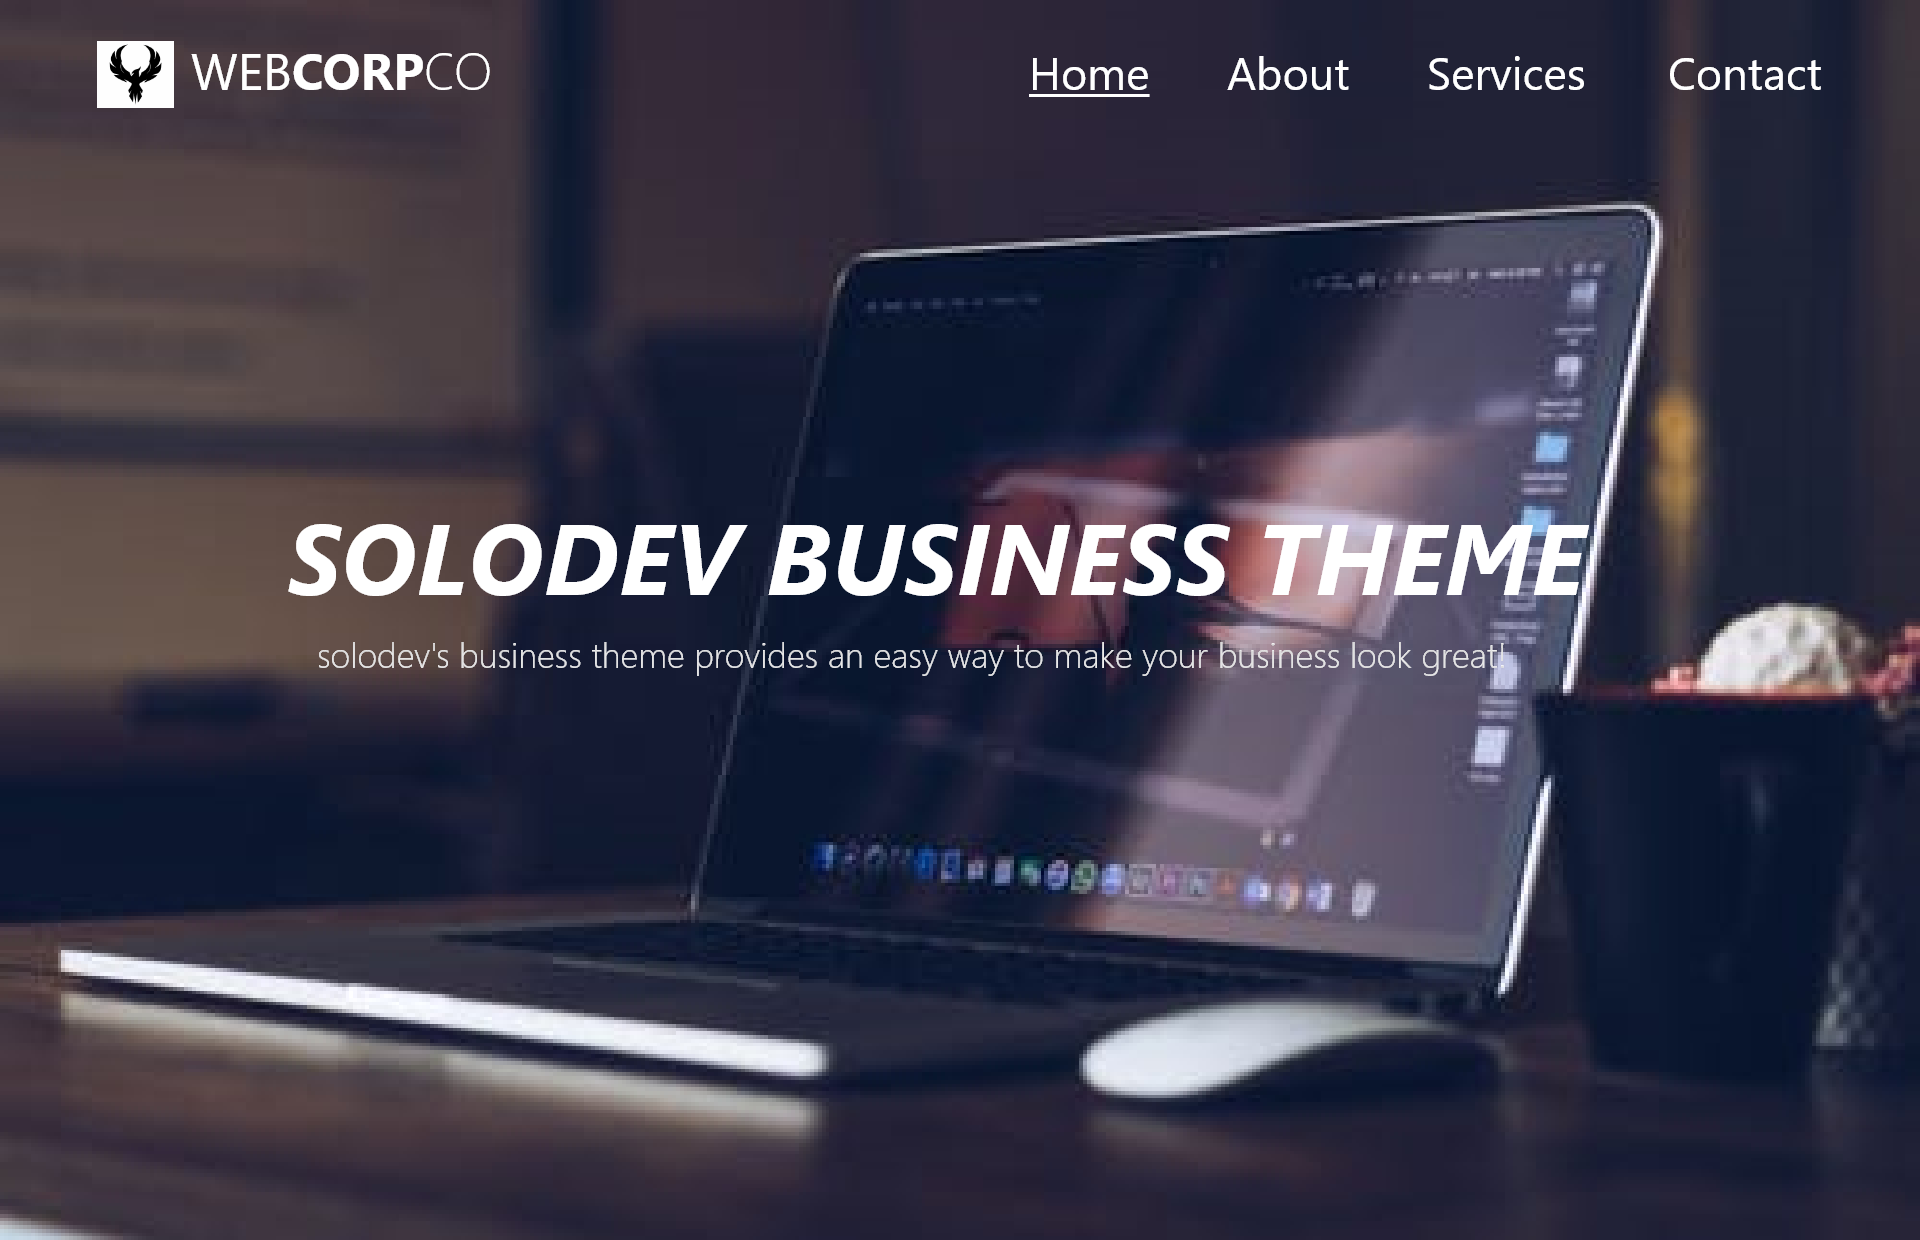 WEBCORPCO
Home About Services Contact
SOLODEV BUSINESS THEME
solodev's business theme provides an easy way to make your business look great!